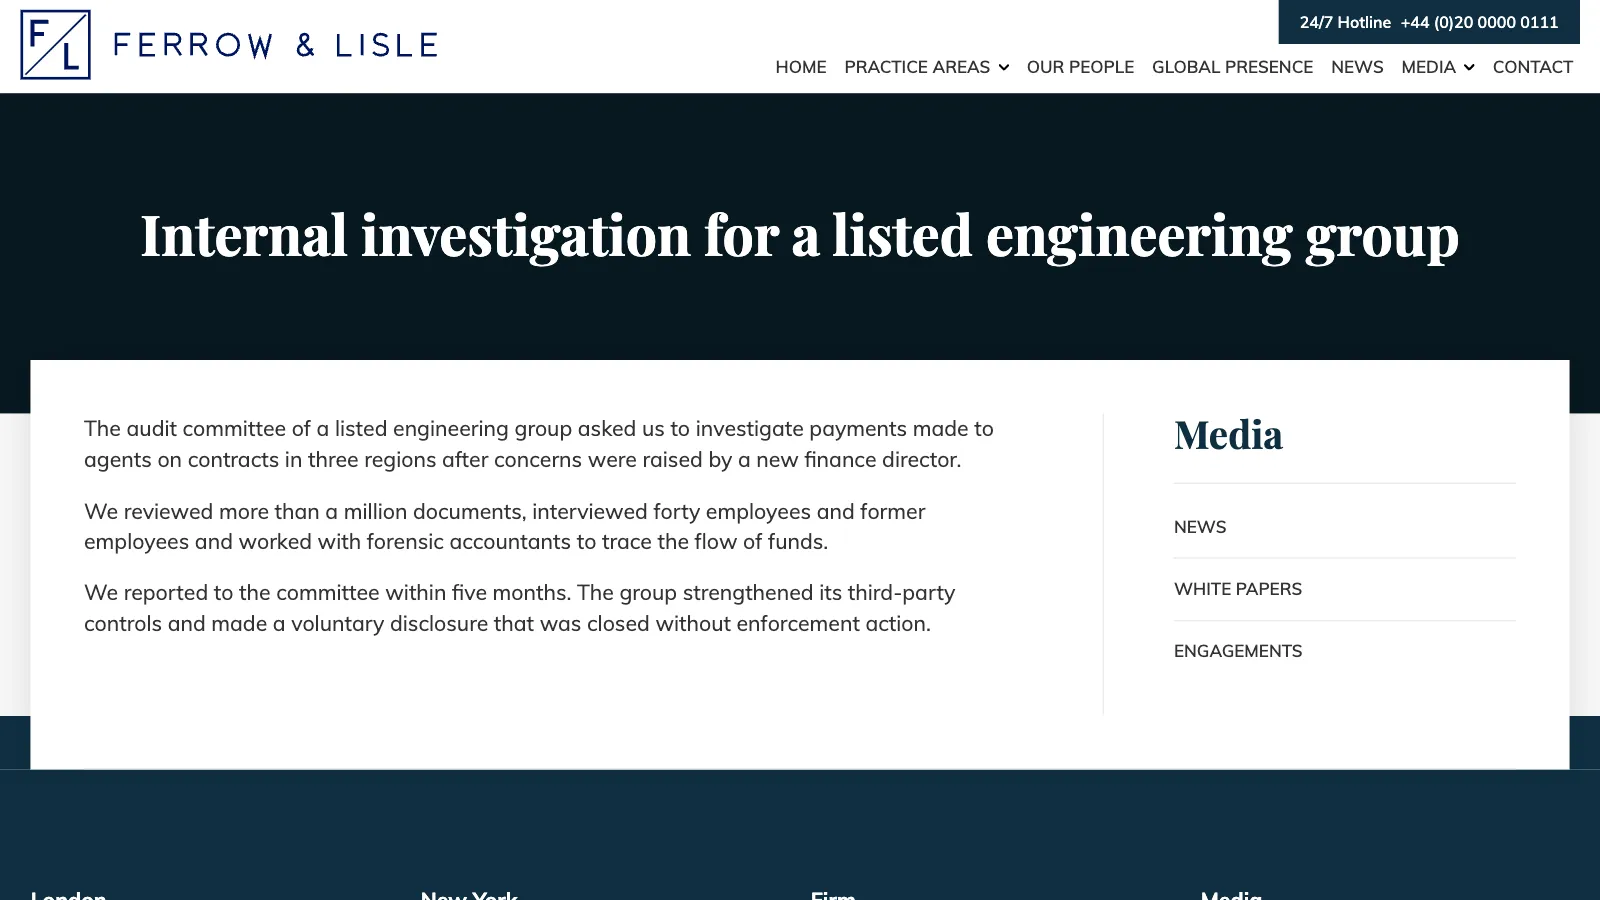 F L FERROW & LISLE
24/7 Hotline +44 (0)20 0000 0111
HOME PRACTICE AREAS OUR PEOPLE GLOBAL PRESENCE NEWS MEDIA CONTACT
Internal investigation for a listed engineering group
The audit committee of a listed engineering group asked us to investigate payments made to
agents on contracts in three regions after concerns were raised by a new finance director.
We reviewed more than a million documents, interviewed forty employees and former
employees and worked with forensic accountants to trace the flow of funds.
We reported to the committee within five months. The group strengthened its third-party
controls and made a voluntary disclosure that was closed without enforcement action.
Media
NEWS
WHITE PAPERS
ENGAGEMENTS
London New York Firm Media